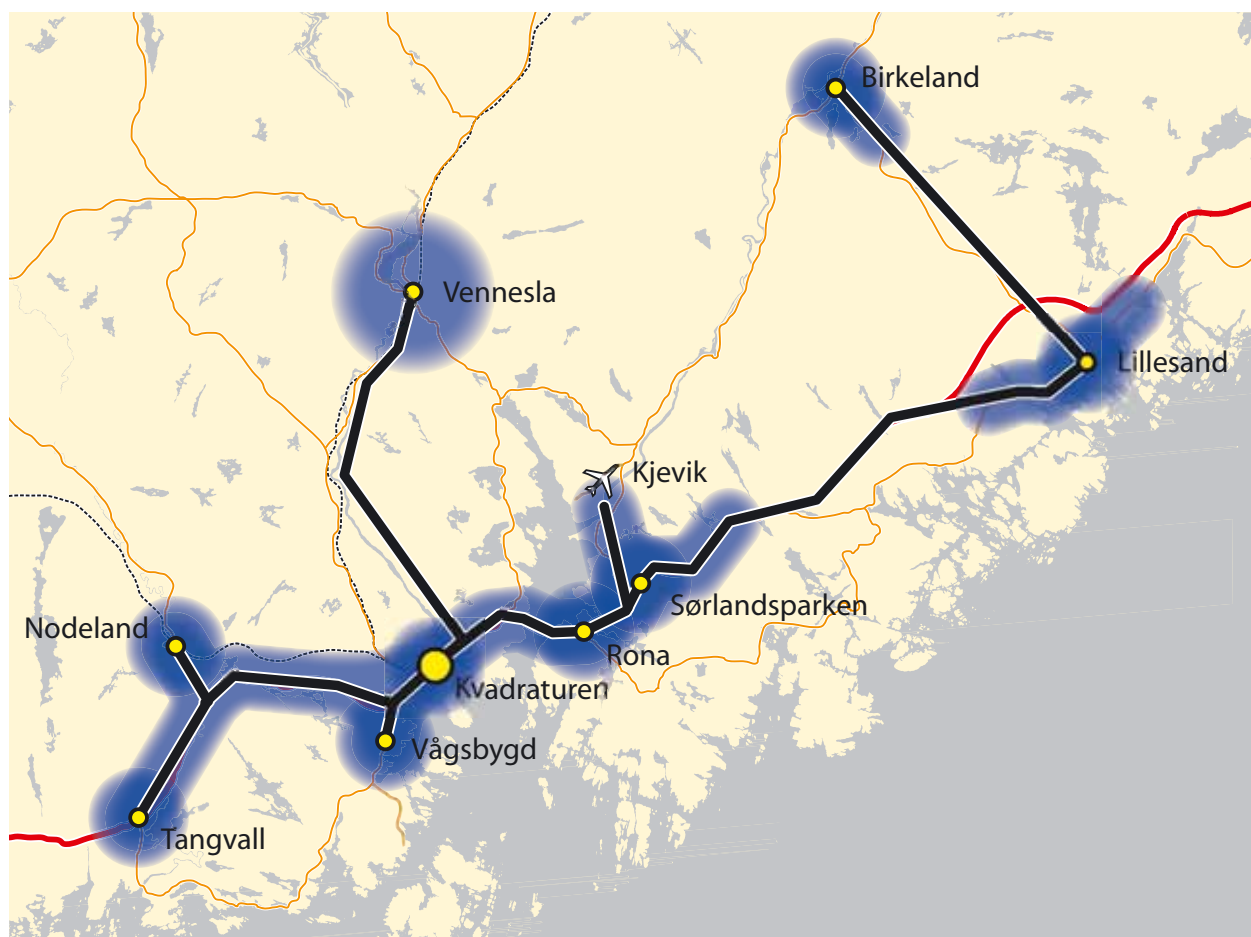 Birkeland
Vennesla
Lillesand
Kjevik
Sørlandsparken
Nodeland
Rona
Kvadraturen
Vågsbygd
Tangvall